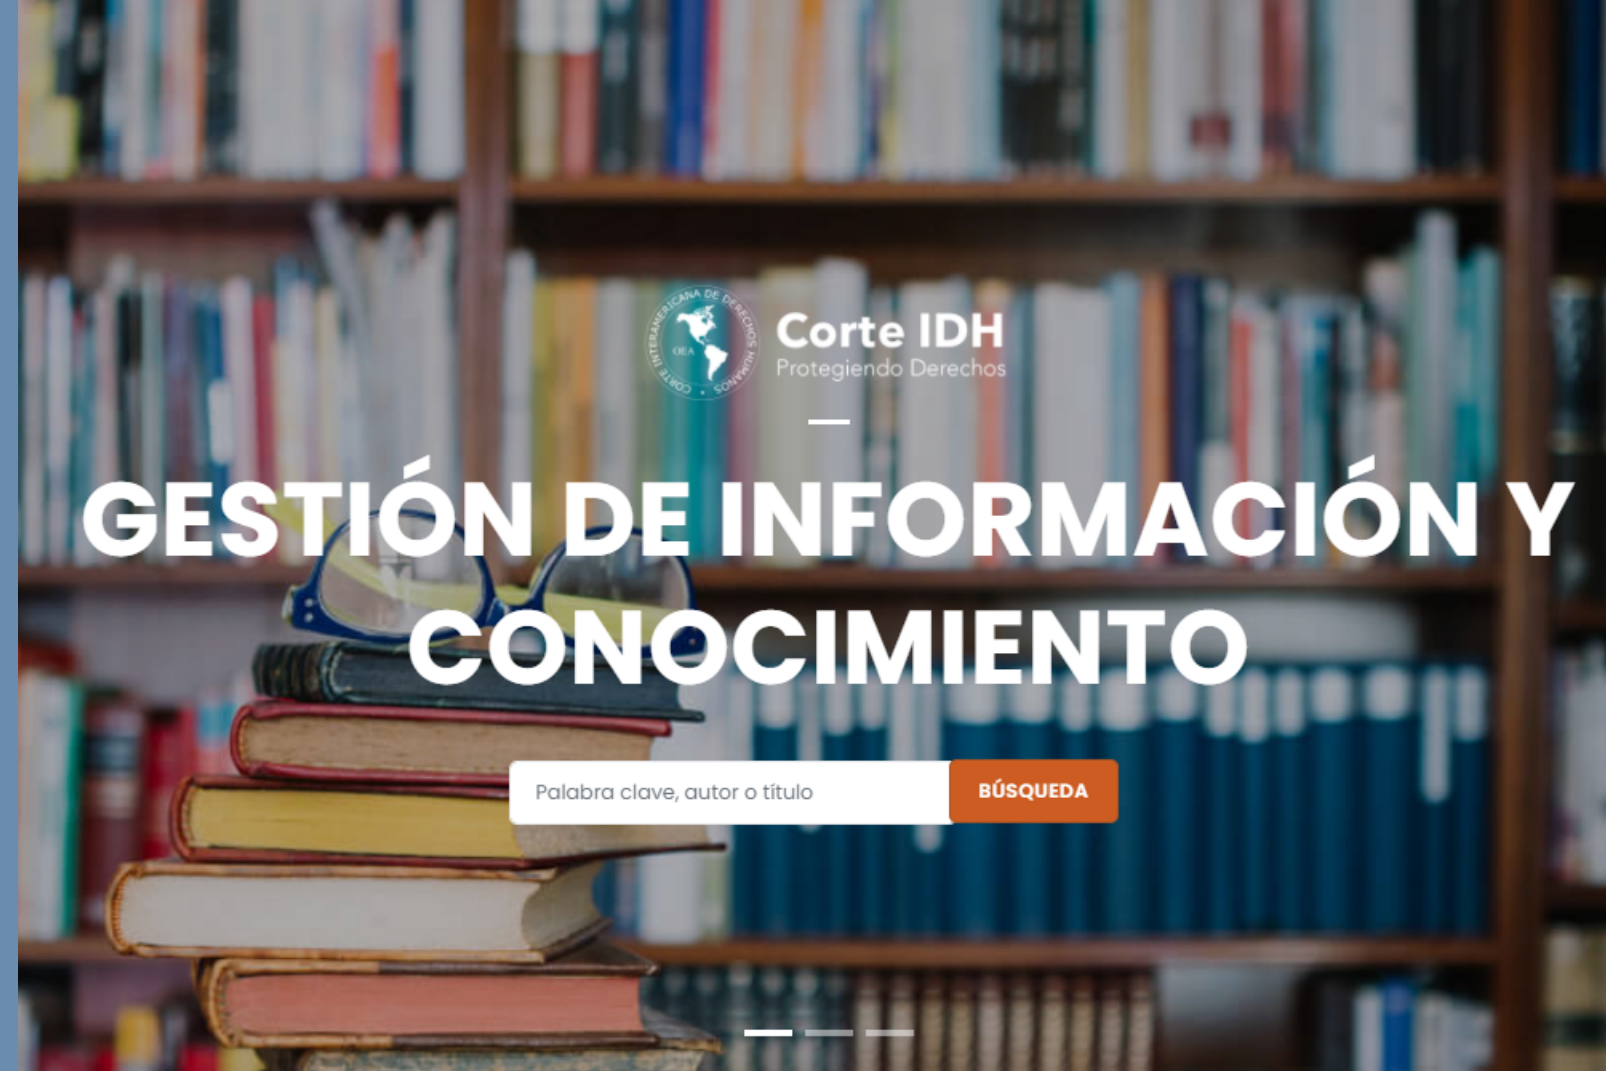 CORTE INTERAMERICANA DE DERECHOS HUMANOS
OEA
Corte IDH
Protegiendo Derechos
GESTIÓN DE INFORMACIÓN Y
CONOCIMIENTO
Palabra clave, autor o título
BÚSQUEDA